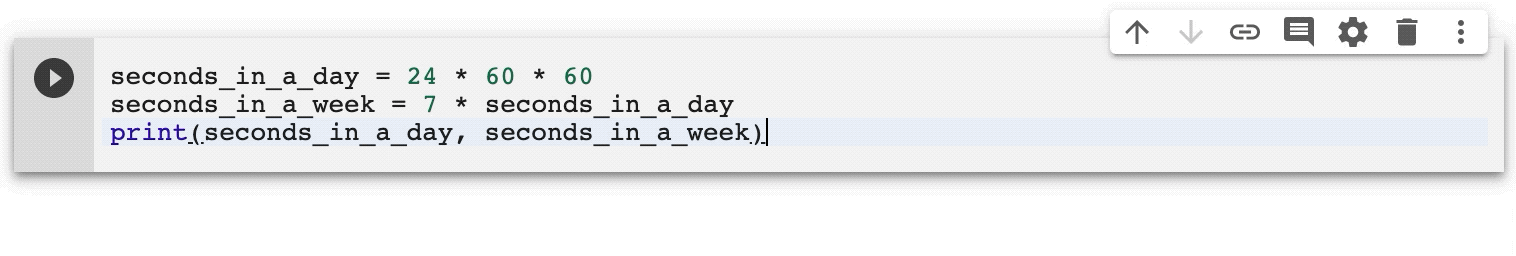 seconds_in_a_day = 24 * 60 * 60
seconds_in_a_week = 7 * seconds_in_a_day
print(seconds_in_a_day, seconds_in_a_week)